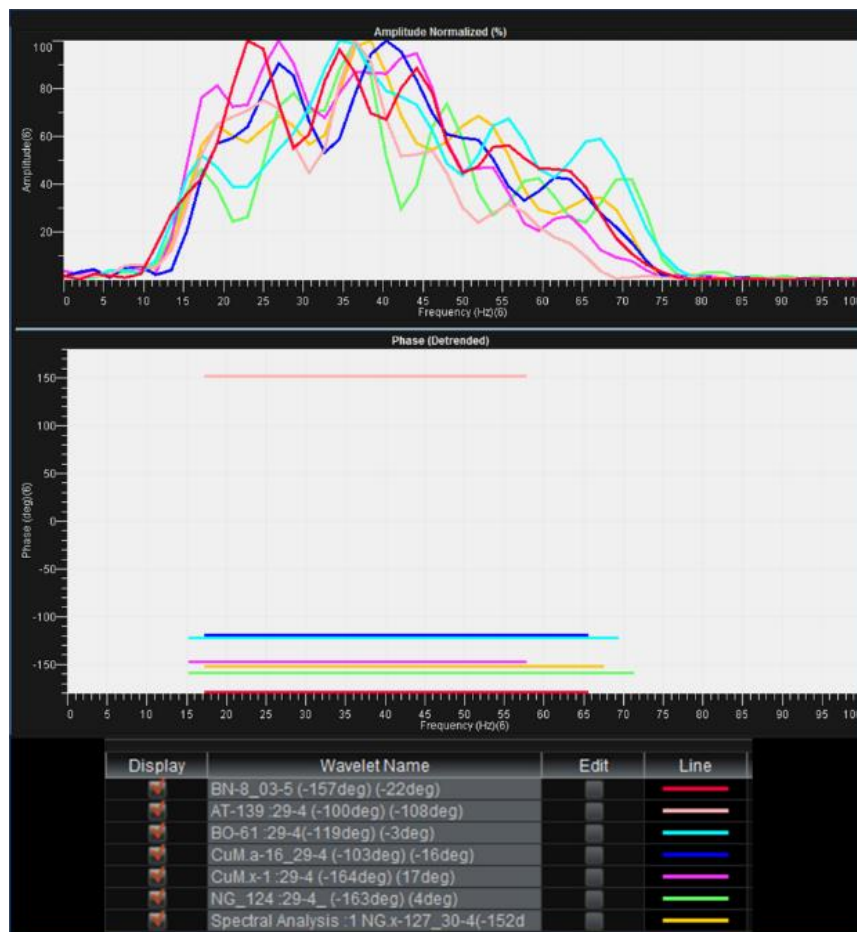 Amplitude Normalized (%)
Amplitude(6)
100
80
60
40
20
0 5 10 15 20 25 30 35 40 45 50 55 60 65 70 75 80 85 90 95 100
Frequency (Hz)(6)
Phase (Detrended)
Phase (deg)(6)
150
100
50
0
-50
-100
-150
0 5 10 15 20 25 30 35 40 45 50 55 60 65 70 75 80 85 90 95 100
Frequency (Hz)(6)
Display Wavelet Name Edit Line
BN-8_03-5 (-157deg) (-22deg)
AT-139 :29-4 (-100deg) (-108deg)
BO-61 :29-4(-119deg) (-3deg)
CuM.a-16_29-4 (-103deg) (-16deg)
CuM.x-1 :29-4 (-164deg) (17deg)
NG_124 :29-4_ (-163deg) (4deg)
Spectral Analysis :1 NG.x-127_30-4(-152d